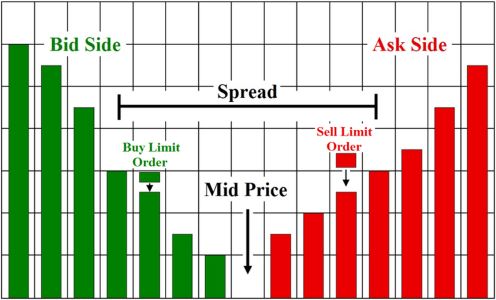 Bid Side
Ask Side
Spread
Buy Limit
Order
Sell Limit
Order
Mid Price